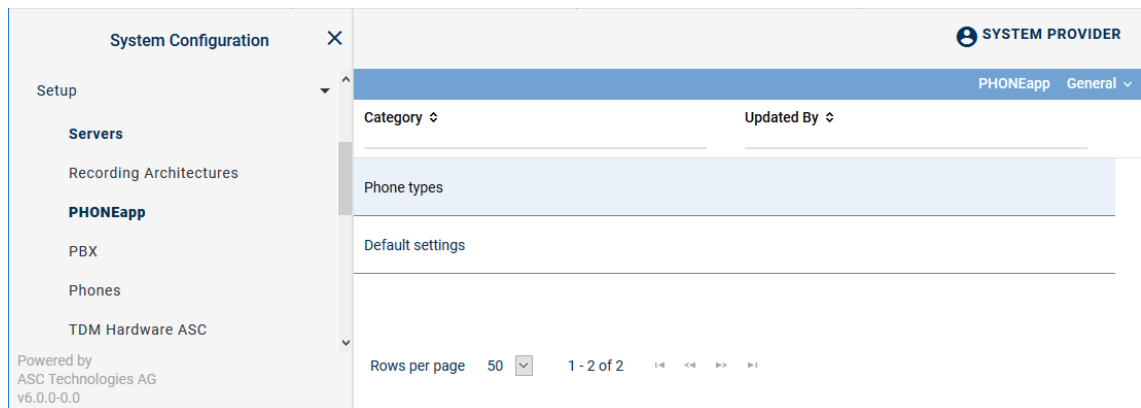 System Configuration
Setup
Servers
Recording Architectures
PHONEapp
PBX
Phones
TDM Hardware ASC
Powered by
ASC Technologies AG
v6.0.0-0.0
SYSTEM PROVIDER
PHONEapp General
Category Updated By
Phone types
Default settings
Rows per page 50 1 - 2 of 2